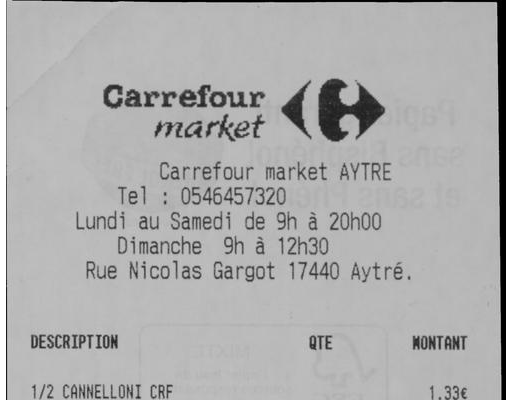 Carrefour
market
Carrefour market AYTRE
Tel : 0546457320
Lundi au Samedi de 9h à 20h00
Dimanche 9h à 12h30
Rue Nicolas Gargot 17440 Aytré.
DESCRIPTION QTE MONTANT
1/2 CANNELLONI CRF 1.33€